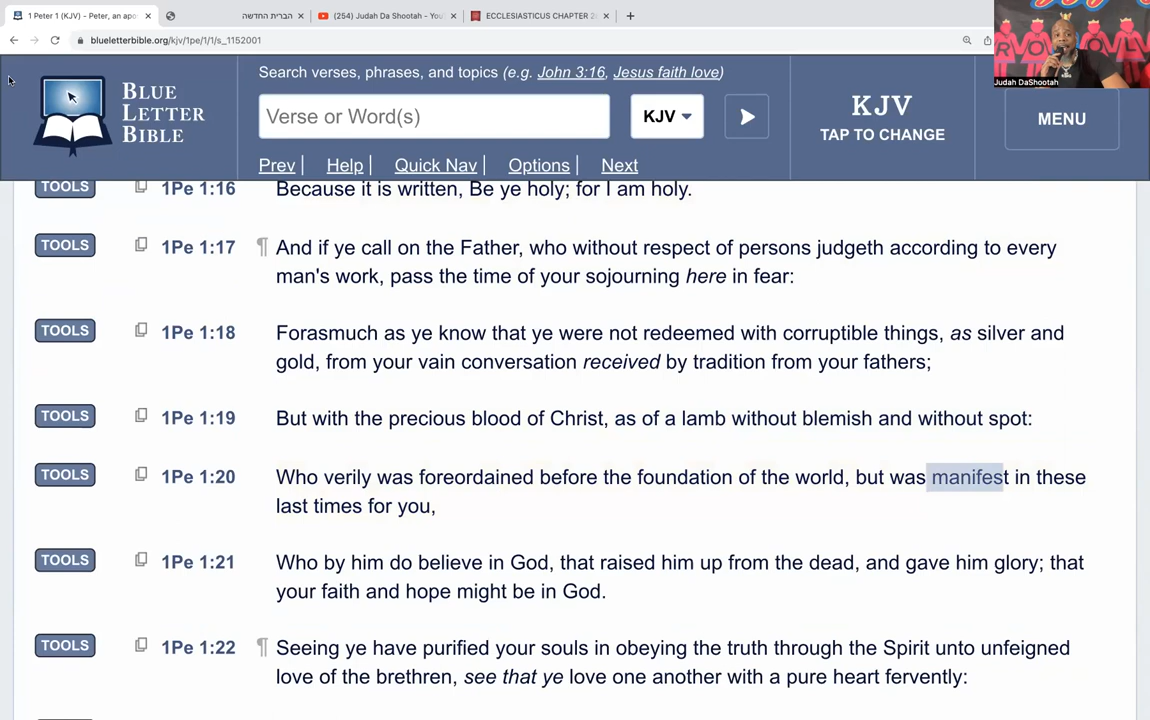 1 Peter 1 (KJV) - Peter, an apo
הברית החדשה
(254) Judah Da Shootah - You
ECCLESIASTICUS CHAPTER 2
blueletterbible.org/kjv/1pe/1/1/s_1152001
Judah DaShootah
BLUE
LETTER
BIBLE
Search verses, phrases, and topics (e.g. John 3:16, Jesus faith love)
Verse or Word(s)
KJV
Prev | Help | Quick Nav | Options | Next
KJV
TAP TO CHANGE
MENU
TOOLS 1Pe 1:16 Because it is written, Be ye holy; for I am holy.
TOOLS 1Pe 1:17 ¶ And if ye call on the Father, who without respect of persons judgeth according to every
man's work, pass the time of your sojourning here in fear:
TOOLS 1Pe 1:18 Forasmuch as ye know that ye were not redeemed with corruptible things, as silver and
gold, from your vain conversation received by tradition from your fathers;
TOOLS 1Pe 1:19 But with the precious blood of Christ, as of a lamb without blemish and without spot:
TOOLS 1Pe 1:20 Who verily was foreordained before the foundation of the world, but was manifest in these
last times for you,
TOOLS 1Pe 1:21 Who by him do believe in God, that raised him up from the dead, and gave him glory; that
your faith and hope might be in God.
TOOLS 1Pe 1:22 ¶ Seeing ye have purified your souls in obeying the truth through the Spirit unto unfeigned
love of the brethren, see that ye love one another with a pure heart fervently: